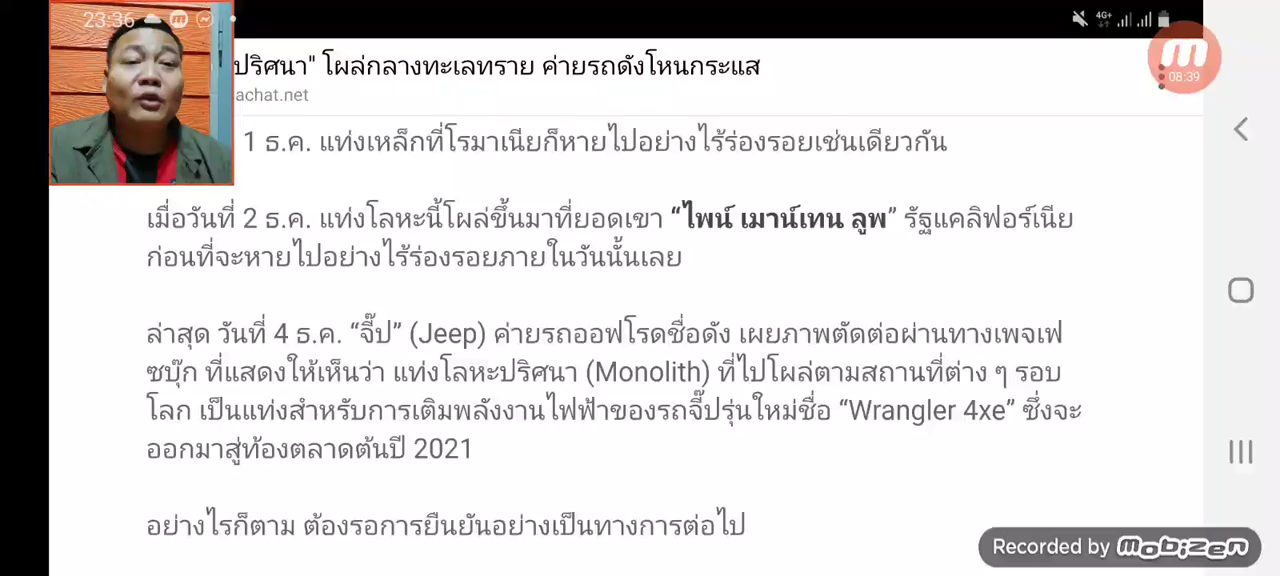 23:36
4G+
ปริศนา" โผล่กลางทะเลทราย ค่ายรถดังโหนกระแส
achat.net
08:39
1 ธ.ค. แท่งเหล็กที่โรมาเนียก็หายไปอย่างไร้ร่องรอยเช่นเดียวกัน
เมื่อวันที่ 2 ธ.ค. แท่งโลหะนี้โผล่ขึ้นมาที่ยอดเขา “ไพน์ เมาน์เทน ลูพ” รัฐแคลิฟอร์เนีย
ก่อนที่จะหายไปอย่างไร้ร่องรอยภายในวันนั้นเลย
ล่าสุด วันที่ 4 ธ.ค. “จี๊ป” (Jeep) ค่ายรถออฟโรดชื่อดัง เผยภาพตัดต่อผ่านทางเพจเฟ
ซบุ๊ก ที่แสดงให้เห็นว่า แท่งโลหะปริศนา (Monolith) ที่ไปโผล่ตามสถานที่ต่าง ๆ รอบ
โลก เป็นแท่งสำหรับการเติมพลังงานไฟฟ้าของรถจี๊ปรุ่นใหม่ชื่อ “Wrangler 4xe” ซึ่งจะ
ออกมาสู่ท้องตลาดต้นปี 2021
อย่างไรก็ตาม ต้องรอการยืนยันอย่างเป็นทางการต่อไป
Recorded by mobizen